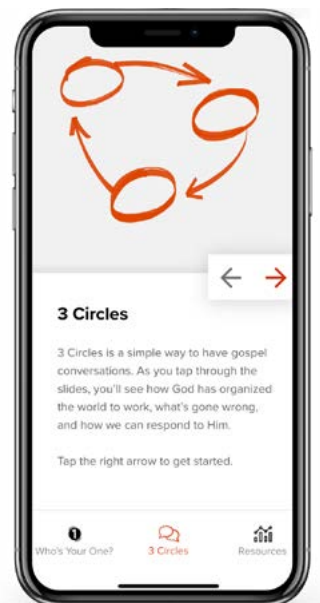 3 Circles
3 Circles is a simple way to have gospel
conversations. As you tap through the
slides, you'll see how God has organized
the world to work, what's gone wrong,
and how we can respond to Him.
Tap the right arrow to get started.
1
Who's Your One?
3 Circles
Resources